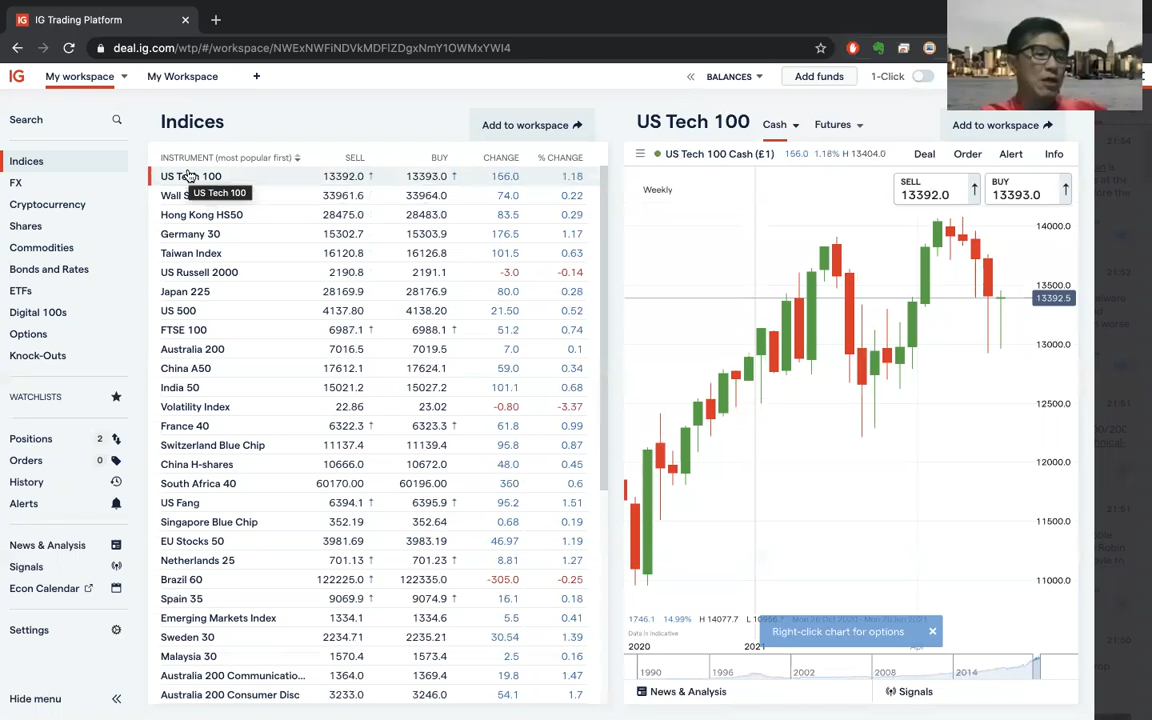 IG IG Trading Platform
deal.ig.com/wtp/#/workspace/NWExNWFiNDVkMDFlZDgxNmY1OWMxYWI4
IG My workspace My Workspace + BALANCES Add funds 1-Click
Search
Indices
FX
Cryptocurrency
Shares
Commodities
Bonds and Rates
ETFs
Digital 100s
Options
Knock-Outs
WATCHLISTS
Positions 2
Orders 0
History
Alerts
News & Analysis
Signals
Econ Calendar
Settings
Hide menu
Indices Add to workspace
INSTRUMENT (most popular first) SELL BUY CHANGE % CHANGE
US Tech 100 13392.0 ↑ 13393.0 ↑ 156.0 1.18
US Tech 100
Wall S 33961.6 33964.0 74.0 0.22
Hong Kong HS50 28475.0 28483.0 83.5 0.29
Germany 30 15302.7 15303.9 176.5 1.17
Taiwan Index 16120.8 16126.8 101.5 0.63
US Russell 2000 2190.8 2191.1 -3.0 -0.14
Japan 225 28169.9 28176.9 80.0 0.28
US 500 4137.80 4138.20 21.50 0.52
FTSE 100 6987.1 ↑ 6988.1 ↑ 51.2 0.74
Australia 200 7016.5 7019.5 7.0 0.1
China A50 17612.1 17624.1 59.0 0.34
India 50 15021.2 15027.2 101.1 0.68
Volatility Index 22.86 23.02 -0.80 -3.37
France 40 6322.3 ↑ 6323.3 ↑ 61.8 0.99
Switzerland Blue Chip 11137.4 11139.4 95.8 0.87
China H-shares 10666.0 10672.0 48.0 0.45
South Africa 40 60170.00 60196.00 360 0.6
US Fang 6394.1 ↑ 6395.9 ↑ 95.2 1.51
Singapore Blue Chip 352.19 352.64 0.68 0.19
EU Stocks 50 3981.69 3983.19 46.97 1.19
Netherlands 25 701.13 ↑ 701.23 ↑ 8.81 1.27
Brazil 60 122225.0 ↑ 122335.0 -305.0 -0.25
Spain 35 9069.9 ↑ 9074.9 ↑ 16.1 0.18
Emerging Markets Index 1334.1 1334.6 5.5 0.41
Sweden 30 2234.71 2235.21 30.54 1.39
Malaysia 30 1570.4 1573.4 2.5 0.16
Australia 200 Communicatio... 1364.0 1369.4 19.8 1.47
Australia 200 Consumer Disc 3233.0 3246.0 54.1 1.7
US Tech 100 Cash Futures Add to workspace
US Tech 100 Cash (£1) 156.0 1.18% H 13404.0 Deal Order Alert Info
Weekly
SELL 13392.0 ↑ BUY 13393.0 ↑
14000.0
13500.0
13392.5
13000.0
12500.0
12000.0
11500.0
11000.0
1746.1 14.99% H 14077.7
Data is indicative
Right-click chart for options
2020 2021
1990 1996 2002 2008 2014
News & Analysis Signals
21:54
21:53
21:51
21:51
21:50